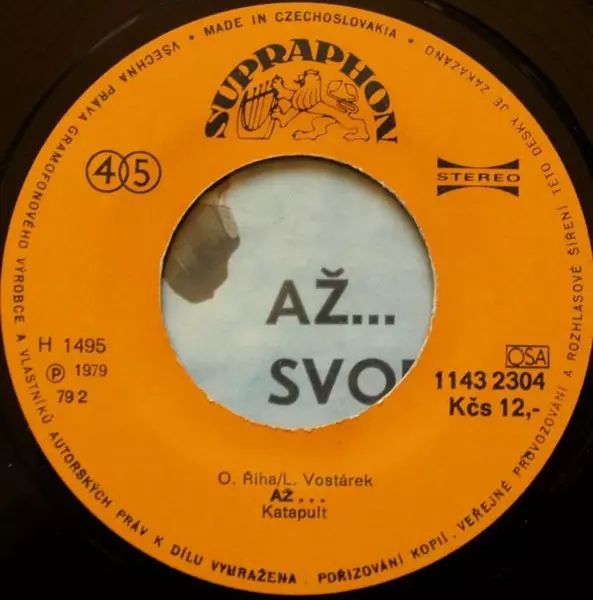 • MADE IN CZECHOSLOVAKIA •
VŠECHNA PRÁVA GRAMOFONOVÉHO VÝROBCE A VLASTNÍKŮ AUTORSKÝCH PRÁV K DÍLU VYHRAŽENA . POŘIZOVÁNÍ KOPIÍ, VEŘEJNÉ PROVOZOVÁNÍ A ROZHLASOVÉ ŠÍŘENÍ TÉTO DESKY JE ZAKÁZÁNO
SUPRAPHON
45
STEREO
AŽ...
SVO
H 1495
Ⓟ 1979
79 2
OSA
1143 2304
Kčs 12,-
O. Říha/L. Vostárek
AŽ...
Katapult